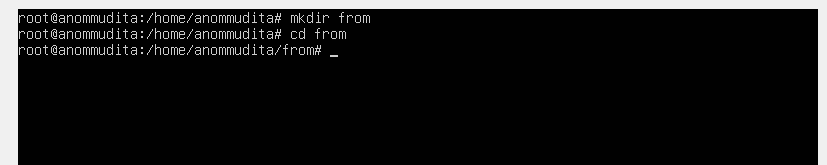 root@anommudita:/home/anommudita# mkdir from
root@anommudita:/home/anommudita# cd from
root@anommudita:/home/anommudita/from# _